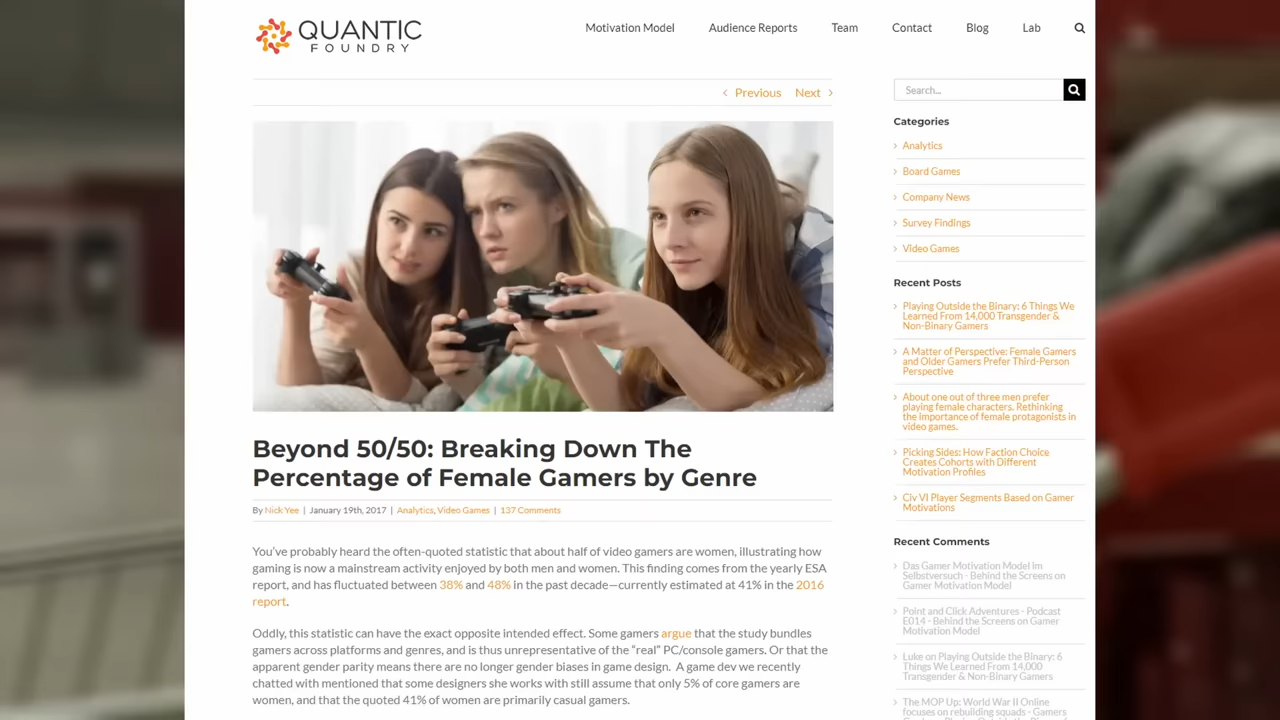 QUANTIC
FOUNDRY
Motivation Model
Audience Reports
Team
Contact
Blog
Lab
Previous
Next
Beyond 50/50: Breaking Down The
Percentage of Female Gamers by Genre
By Nick Yee | January 19th, 2017 | Analytics, Video Games | 137 Comments
You've probably heard the often-quoted statistic that about half of video gamers are women, illustrating how
gaming is now a mainstream activity enjoyed by both men and women. This finding comes from the yearly ESA
report, and has fluctuated between 38% and 48% in the past decade—currently estimated at 41% in the 2016
report.
Oddly, this statistic can have the exact opposite intended effect. Some gamers argue that the study bundles
gamers across platforms and genres, and is thus unrepresentative of the “real” PC/console gamers. Or that the
apparent gender parity means there are no longer gender biases in game design. A game dev we recently
chatted with mentioned that some designers she works with still assume that only 5% of core gamers are
women, and that the quoted 41% of women are primarily casual gamers.
Search...
Categories
Analytics
Board Games
Company News
Survey Findings
Video Games
Recent Posts
Playing Outside the Binary: 6 Things We
Learned From 14,000 Transgender &
Non-Binary Gamers
A Matter of Perspective: Female Gamers
and Older Gamers Prefer Third-Person
Perspective
About one out of three men prefer
playing female characters. Rethinking
the importance of female protagonists in
video games.
Picking Sides: How Faction Choice
Creates Cohorts with Different
Motivation Profiles
Civ VI Player Segments Based on Gamer
Motivations
Recent Comments
Das Gamer Motivation Model im
Selbstversuch - Behind the Screens on
Gamer Motivation Model
Point and Click Adventures - Podcast
E014 - Behind the Screens on Gamer
Motivation Model
Luke on Playing Outside the Binary: 6
Things We Learned From 14,000
Transgender & Non-Binary Gamers
The MOP Up: World War II Online
focuses on rebuilding squads - Gamers